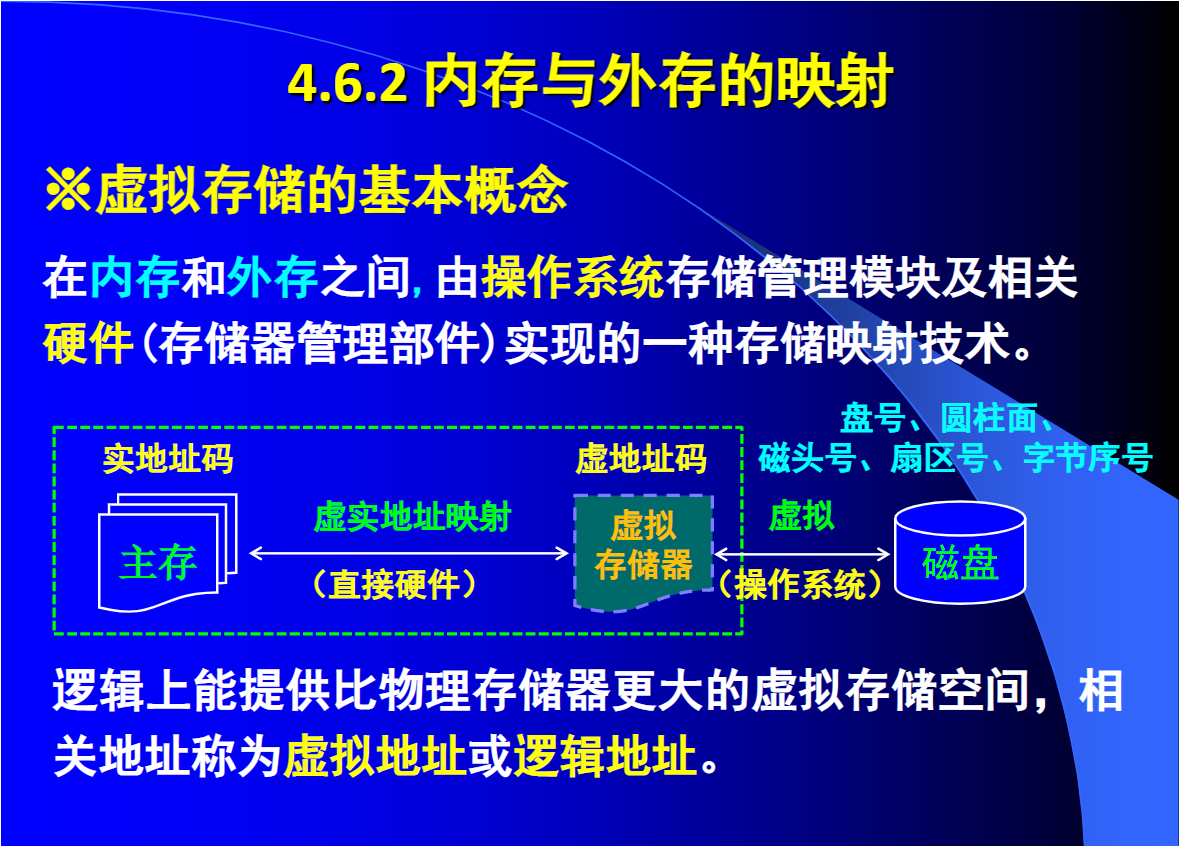 4.6.2 内存与外存的映射
※虚拟存储的基本概念
在内存和外存之间,由操作系统存储管理模块及相关
硬件(存储器管理部件)实现的一种存储映射技术。
盘号、圆柱面、
磁头号、扇区号、字节序号
实地址码
虚地址码
虚实地址映射
虚拟
虚拟
存储器
主存
磁盘
（直接硬件）
（操作系统）
逻辑上能提供比物理存储器更大的虚拟存储空间，相
关地址称为虚拟地址或逻辑地址。